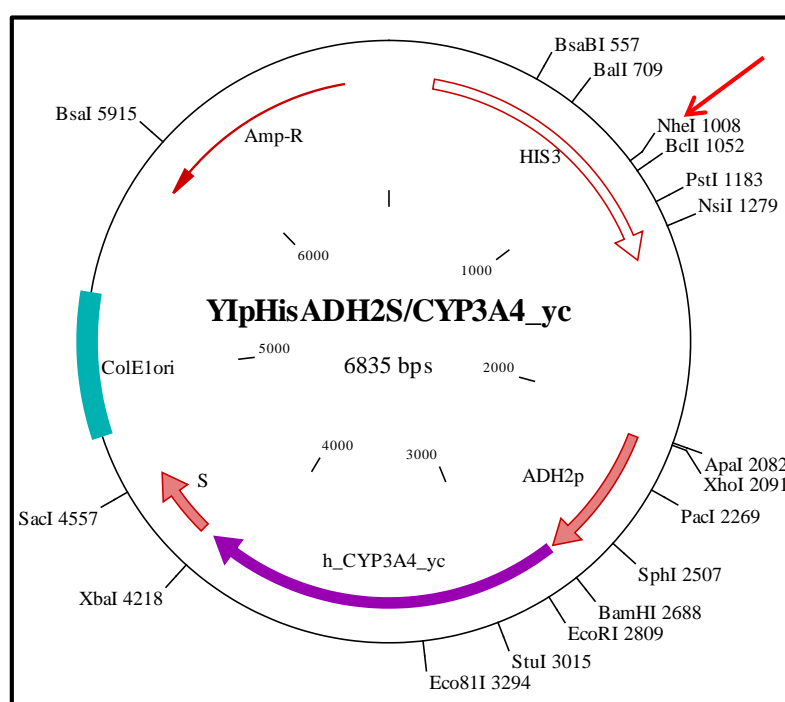 BsaBI 557
BalI 709
BsaI 5915
Amp-R
NheI 1008
HIS3
BclI 1052
PstI 1183
NsiI 1279
6000
1000
YIpHisADH2S/CYP3A4_yc
5000
ColE1ori
6835 bps
2000
4000
3000
ADH2p
ApaI 2082
XhoI 2091
S
PacI 2269
SacI 4557
h_CYP3A4_yc
SphI 2507
XbaI 4218
BamHI 2688
EcoRI 2809
StuI 3015
Eco81I 3294